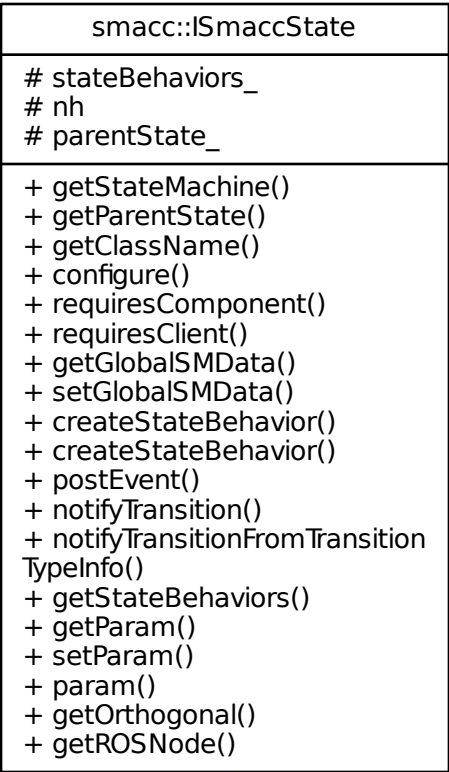 smacc::ISmaccState
# stateBehaviors_
# nh
# parentState_
+ getStateMachine()
+ getParentState()
+ getClassName()
+ configure()
+ requiresComponent()
+ requiresClient()
+ getGlobalSMData()
+ setGlobalSMData()
+ createStateBehavior()
+ createStateBehavior()
+ postEvent()
+ notifyTransition()
+ notifyTransitionFromTransition
TypeInfo()
+ getStateBehaviors()
+ getParam()
+ setParam()
+ param()
+ getOrthogonal()
+ getROSNode()